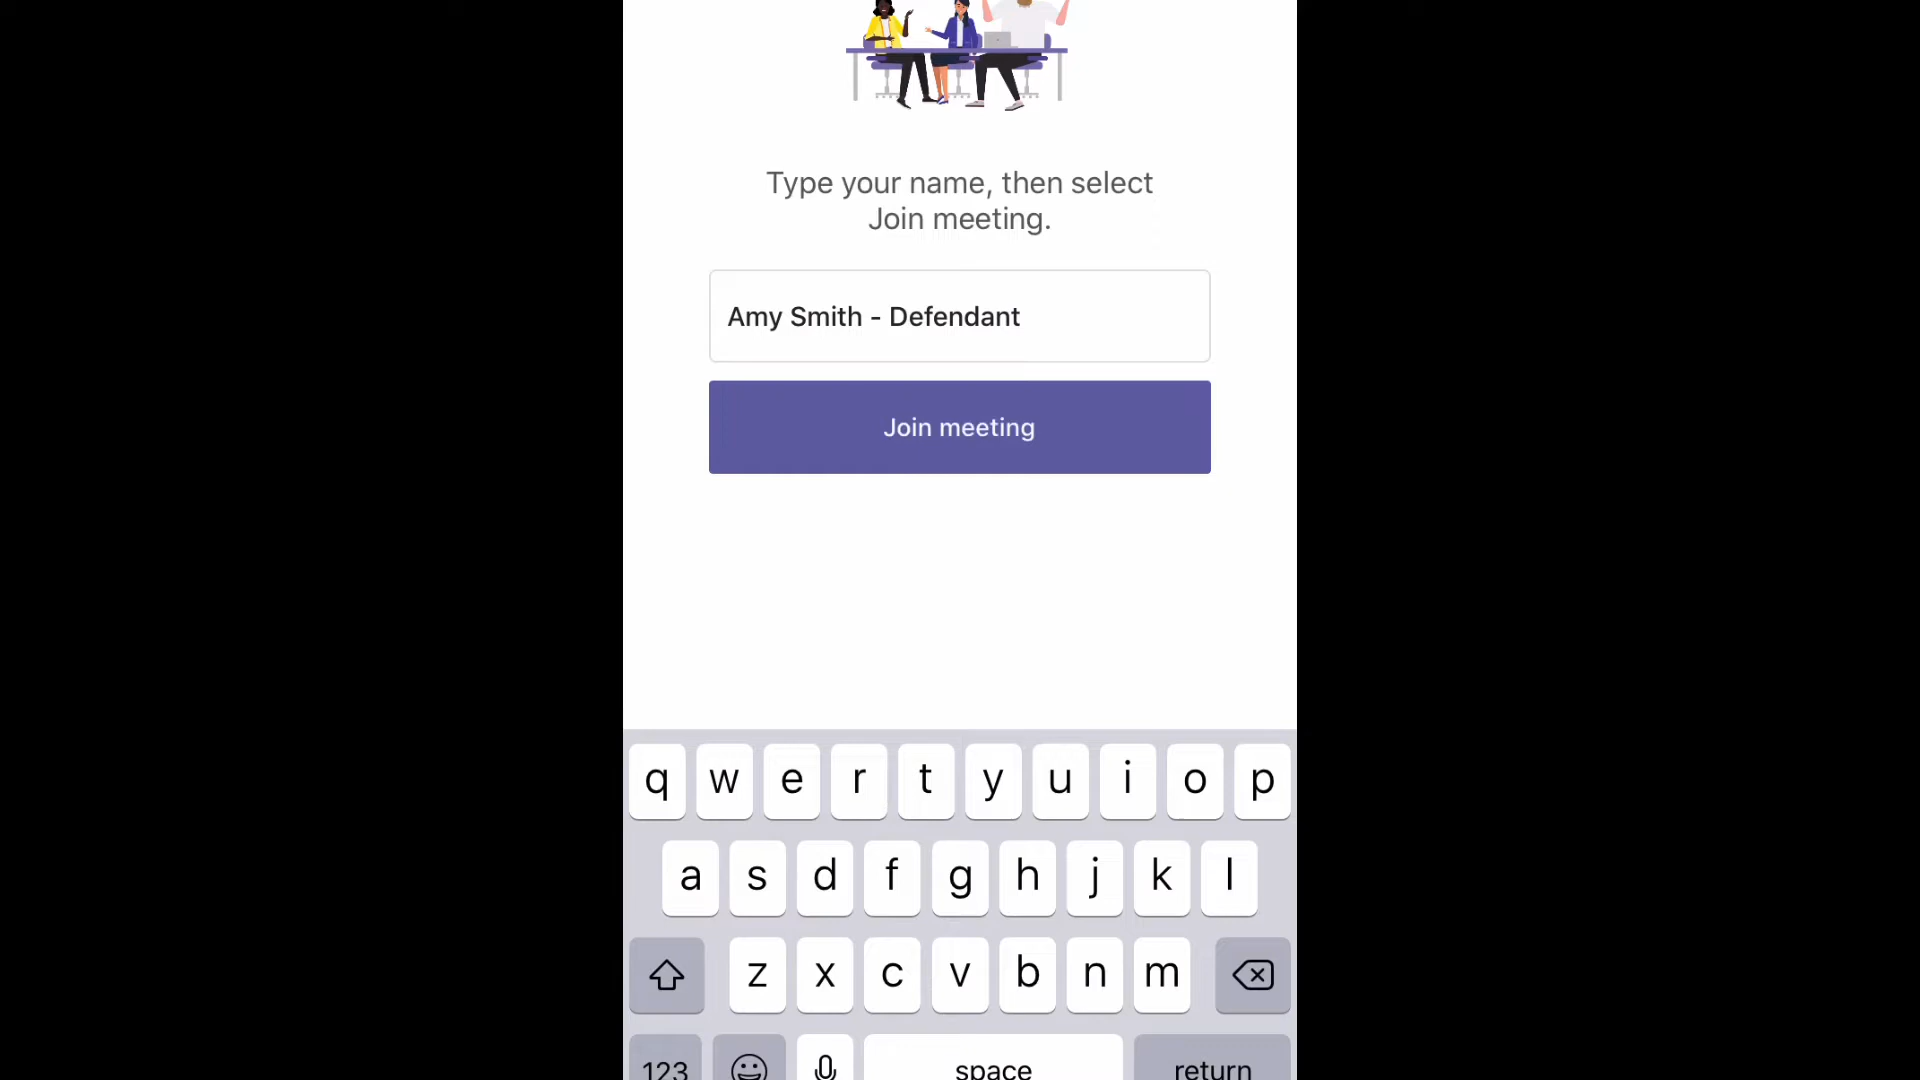 Type your name, then select
Join meeting.
Amy Smith - Defendant
Join meeting
q w e r t y u i o p
a s d f g h j k l
z x c v b n m
123 space return